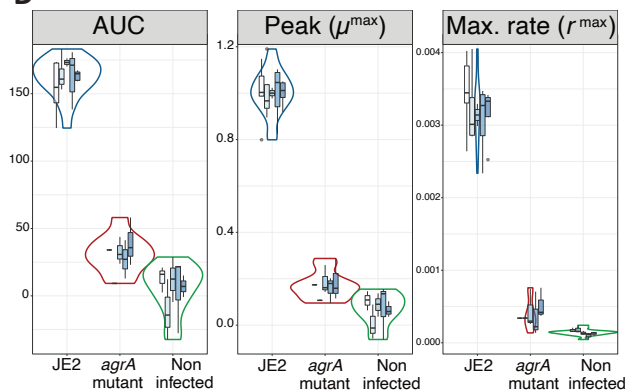 AUC
Peak (μmax)
Max. rate (r max)
150
100
50
0
1.2
0.8
0.4
0.0
0.004
0.003
0.002
0.001
0.000
JE2 agrA mutant Non infected
JE2 agrA mutant Non infected
JE2 agrA mutant Non infected